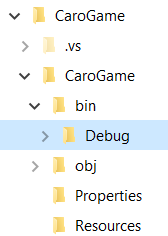 CaroGame
.vs
CaroGame
bin
Debug
obj
Properties
Resources